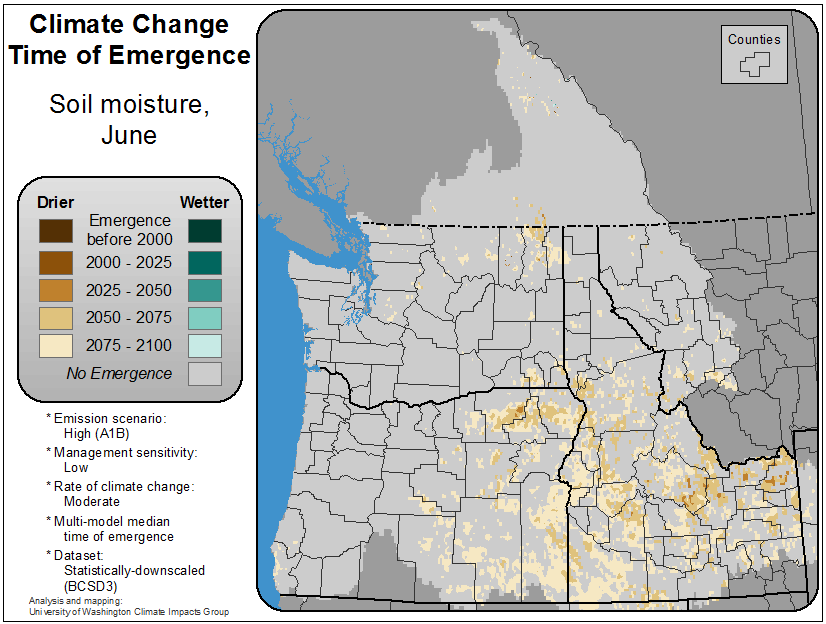 Climate Change
Time of Emergence
Soil moisture,
June
Drier
Wetter
Emergence
before 2000
2000 - 2025
2025 - 2050
2050 - 2075
2075 - 2100
No Emergence
* Emission scenario:
High (A1B)
* Management sensitivity:
Low
* Rate of climate change:
Moderate
* Multi-model median
time of emergence
* Dataset:
Statistically-downscaled
(BCSD3)
Analysis and mapping:
University of Washington Climate Impacts Group
Counties